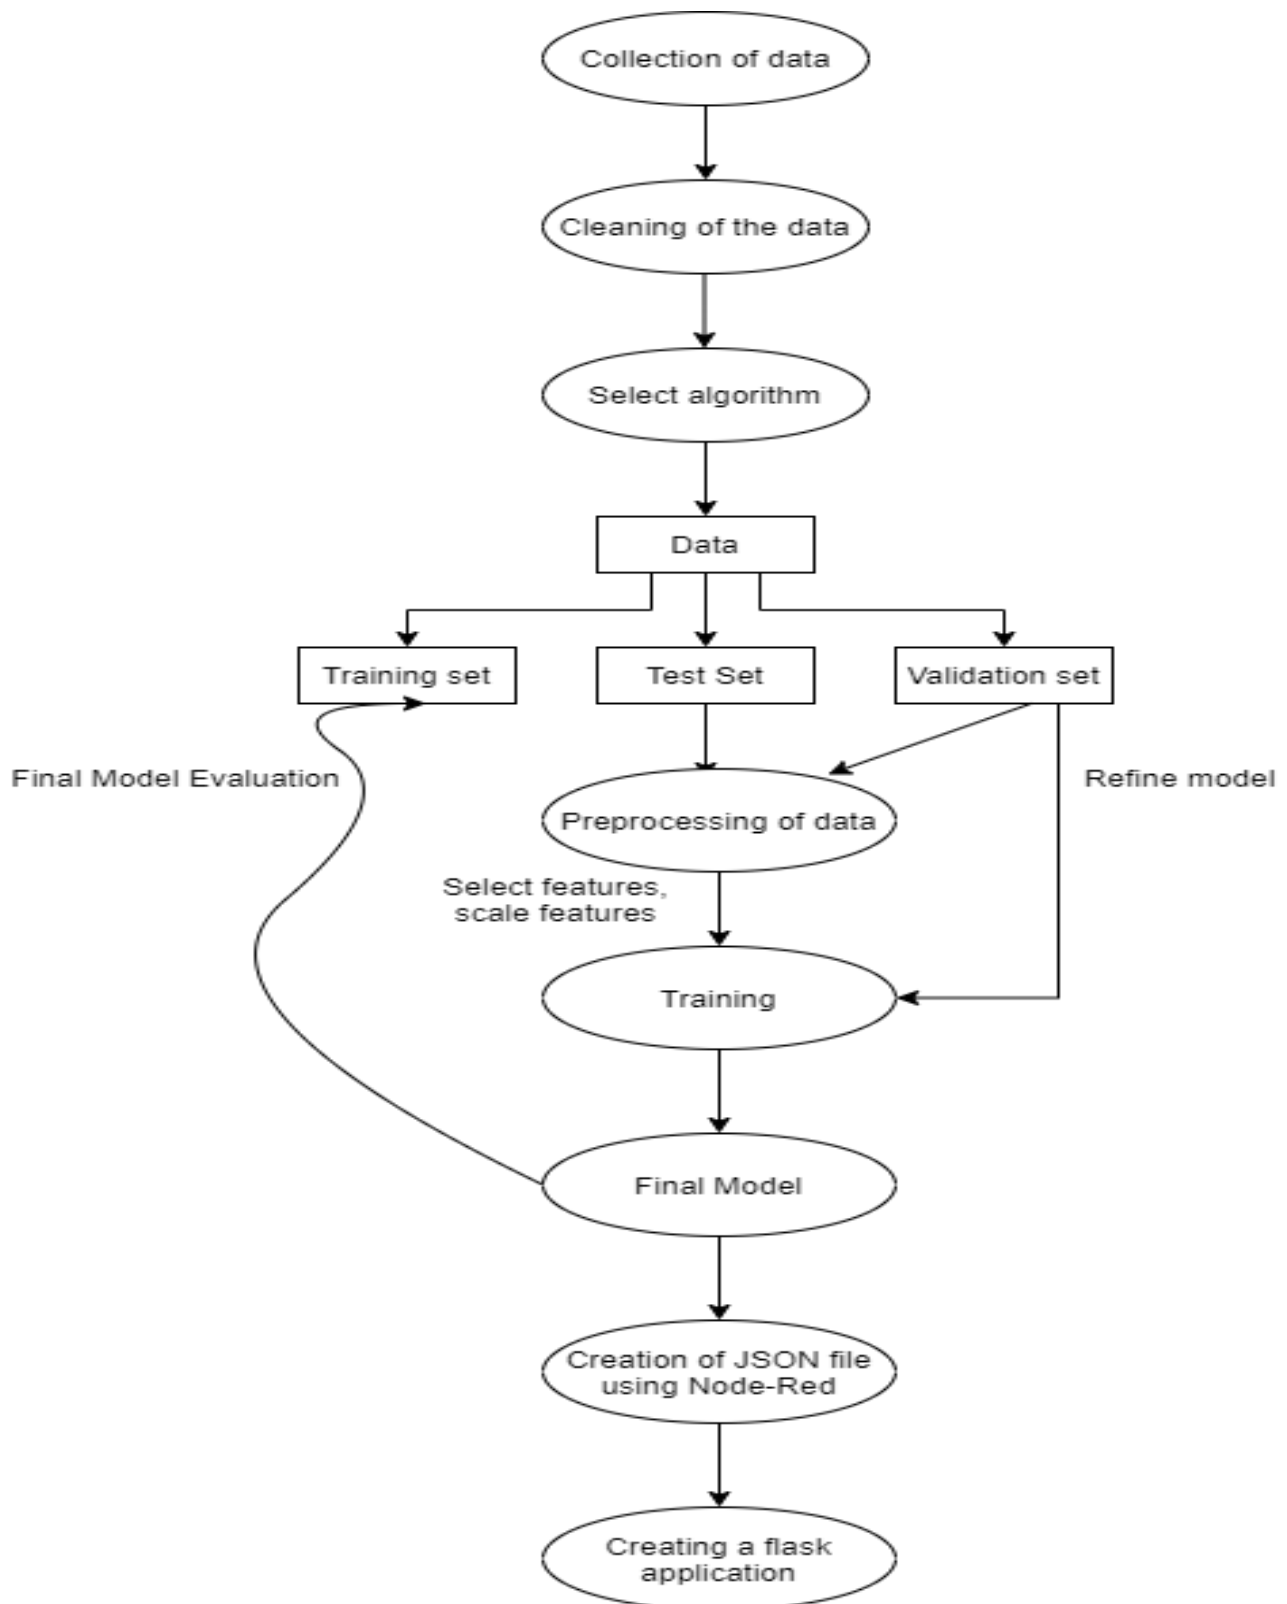 Collection of data
Cleaning of the data
Select algorithm
Data
Training set
Test Set
Validation set
Final Model Evaluation
Refine model
Preprocessing of data
Select features,
scale features
Training
Final Model
Creation of JSON file
using Node-Red
Creating a flask
application